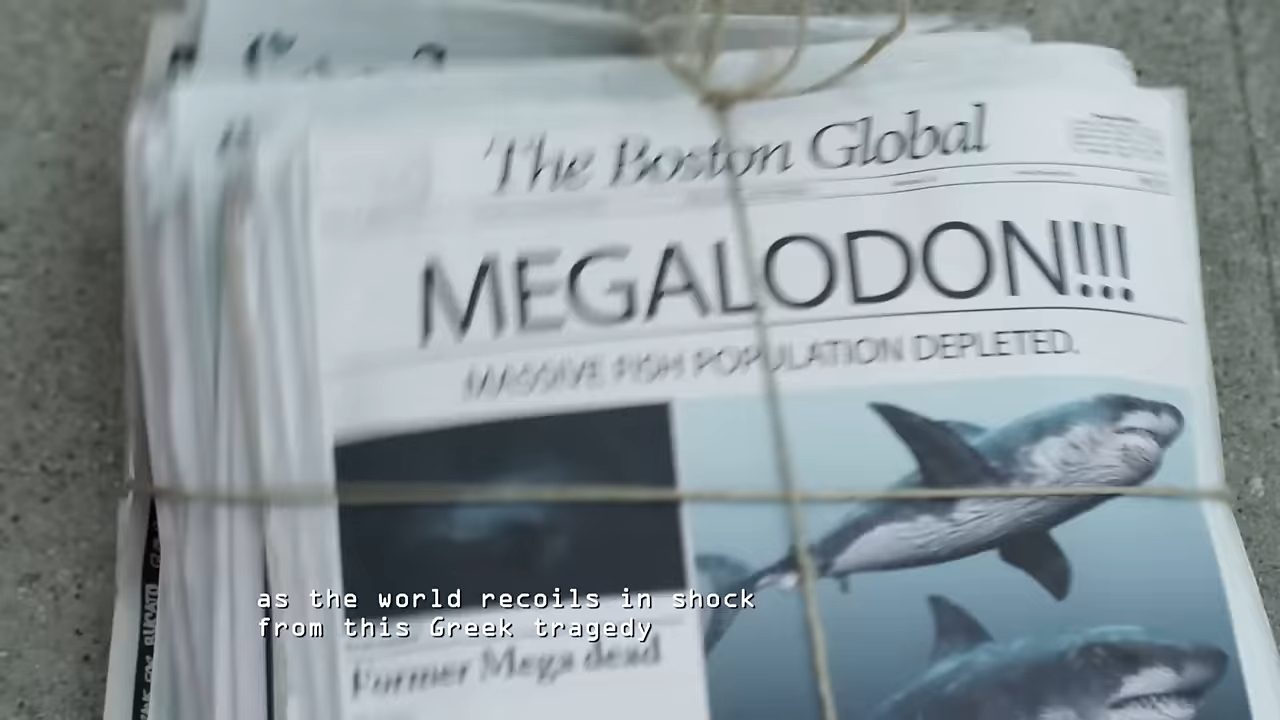 The Boston Global
MEGALODON!!!
MASSIVE FISH POPULATION DEPLETED.
as the world recoils in shock
from this Greek tragedy
Former Mega dead